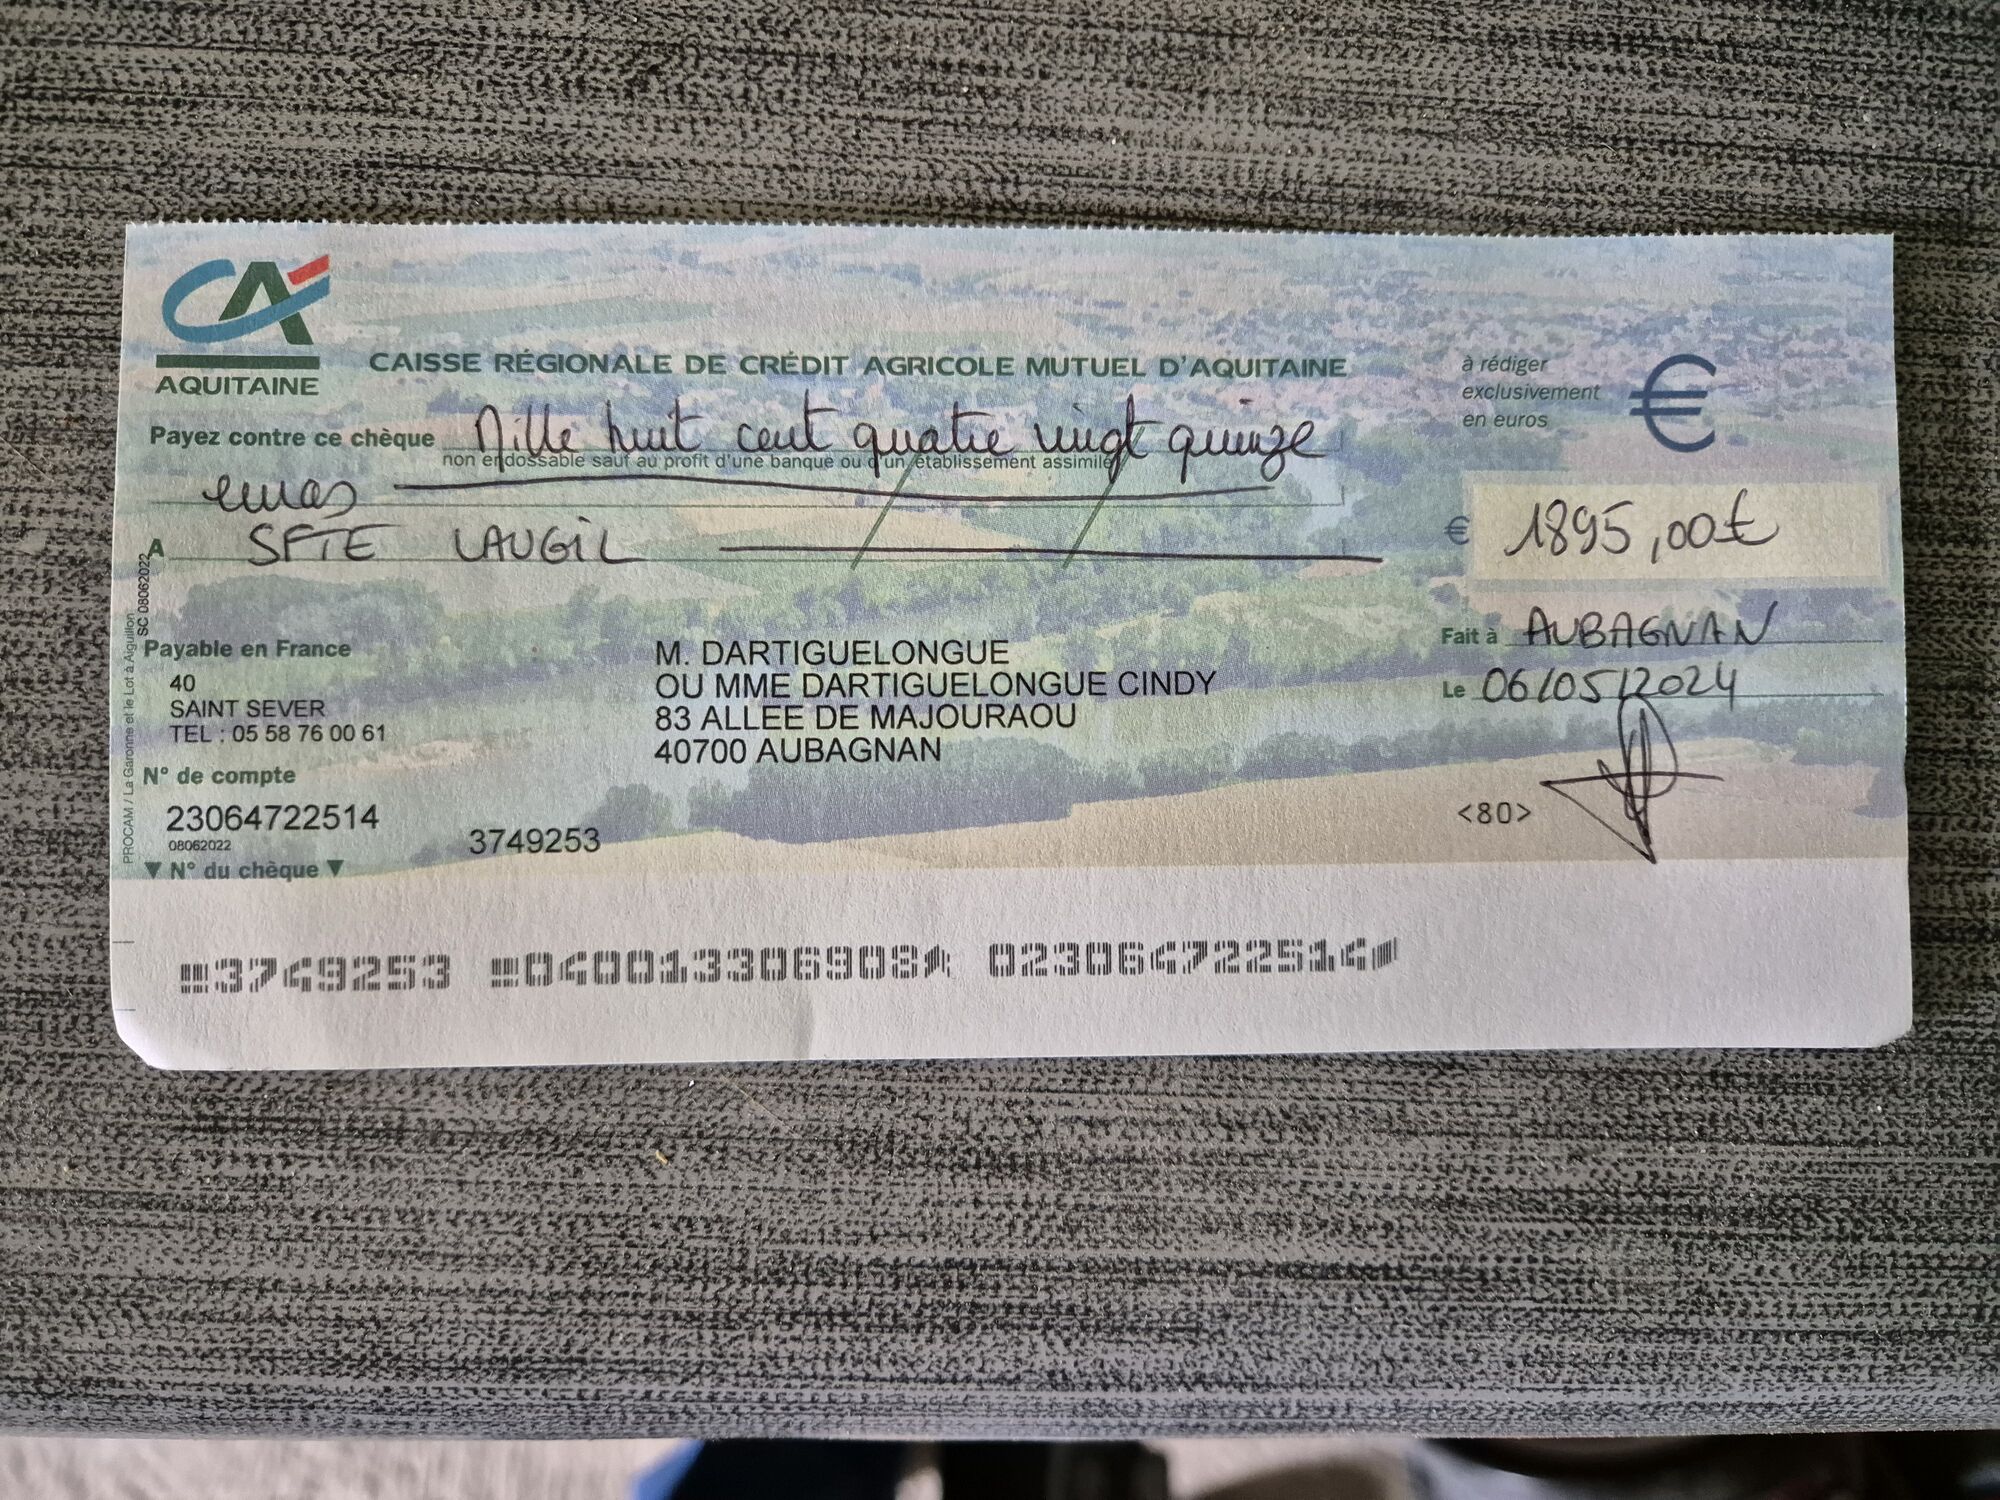 CA
AQUITAINE
CAISSE RÉGIONALE DE CRÉDIT AGRICOLE MUTUEL D'AQUITAINE
à rédiger
exclusivement
en euros
€
Payez contre ce chèque Mille huit cent quatre vingt quinze
non endossable sauf au profit d'une banque ou d'un établissement assimilé
euros
A SFTE LAUGIL
€ 1895,00€
Fait à AUBAGNAN
Le 06/05/2024
Payable en France
40
SAINT SEVER
TEL : 05 58 76 00 61
M. DARTIGUELONGUE
OU MME DARTIGUELONGUE CINDY
83 ALLEE DE MAJOURAOU
40700 AUBAGNAN
N° de compte
23064722514
08062022
3749253
<80>
▼ N° du chèque ▼
PROCAM / La Garonne et le Lot à Aiguillon
SC 08062022
3749253 040013306908 023064722514